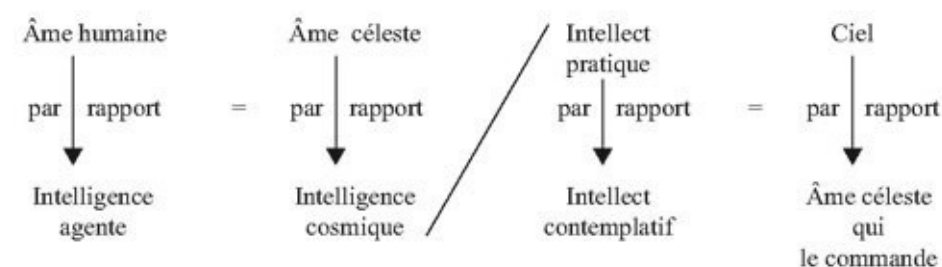 Âme humaine Âme céleste Intellect Ciel
pratique
par rapport = par rapport par rapport = par rapport
Intelligence Intelligence Intellect Âme céleste
agente cosmique contemplatif qui
le commande